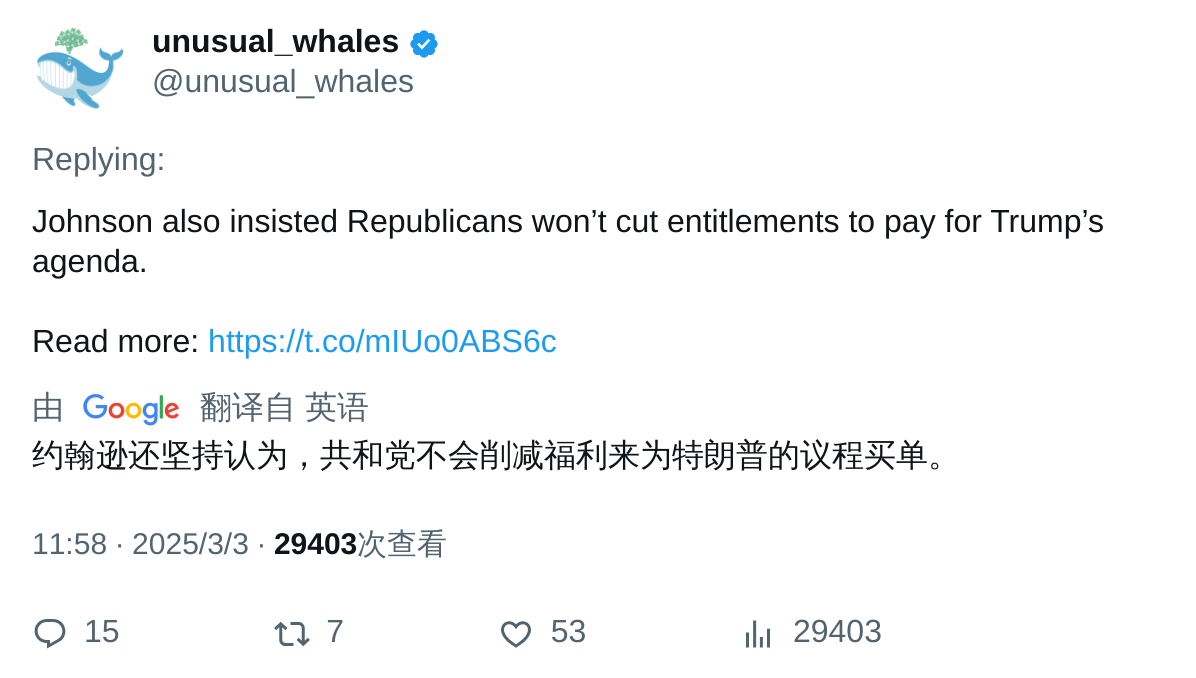 unusual_whales
@unusual_whales
Replying:
Johnson also insisted Republicans won’t cut entitlements to pay for Trump’s
agenda.
Read more: https://t.co/mIUo0ABS6c
由 Google 翻译自 英语
约翰逊还坚持认为，共和党不会削减福利来为特朗普的议程买单。
11:58 · 2025/3/3 · 29403次查看
15 7 53 29403